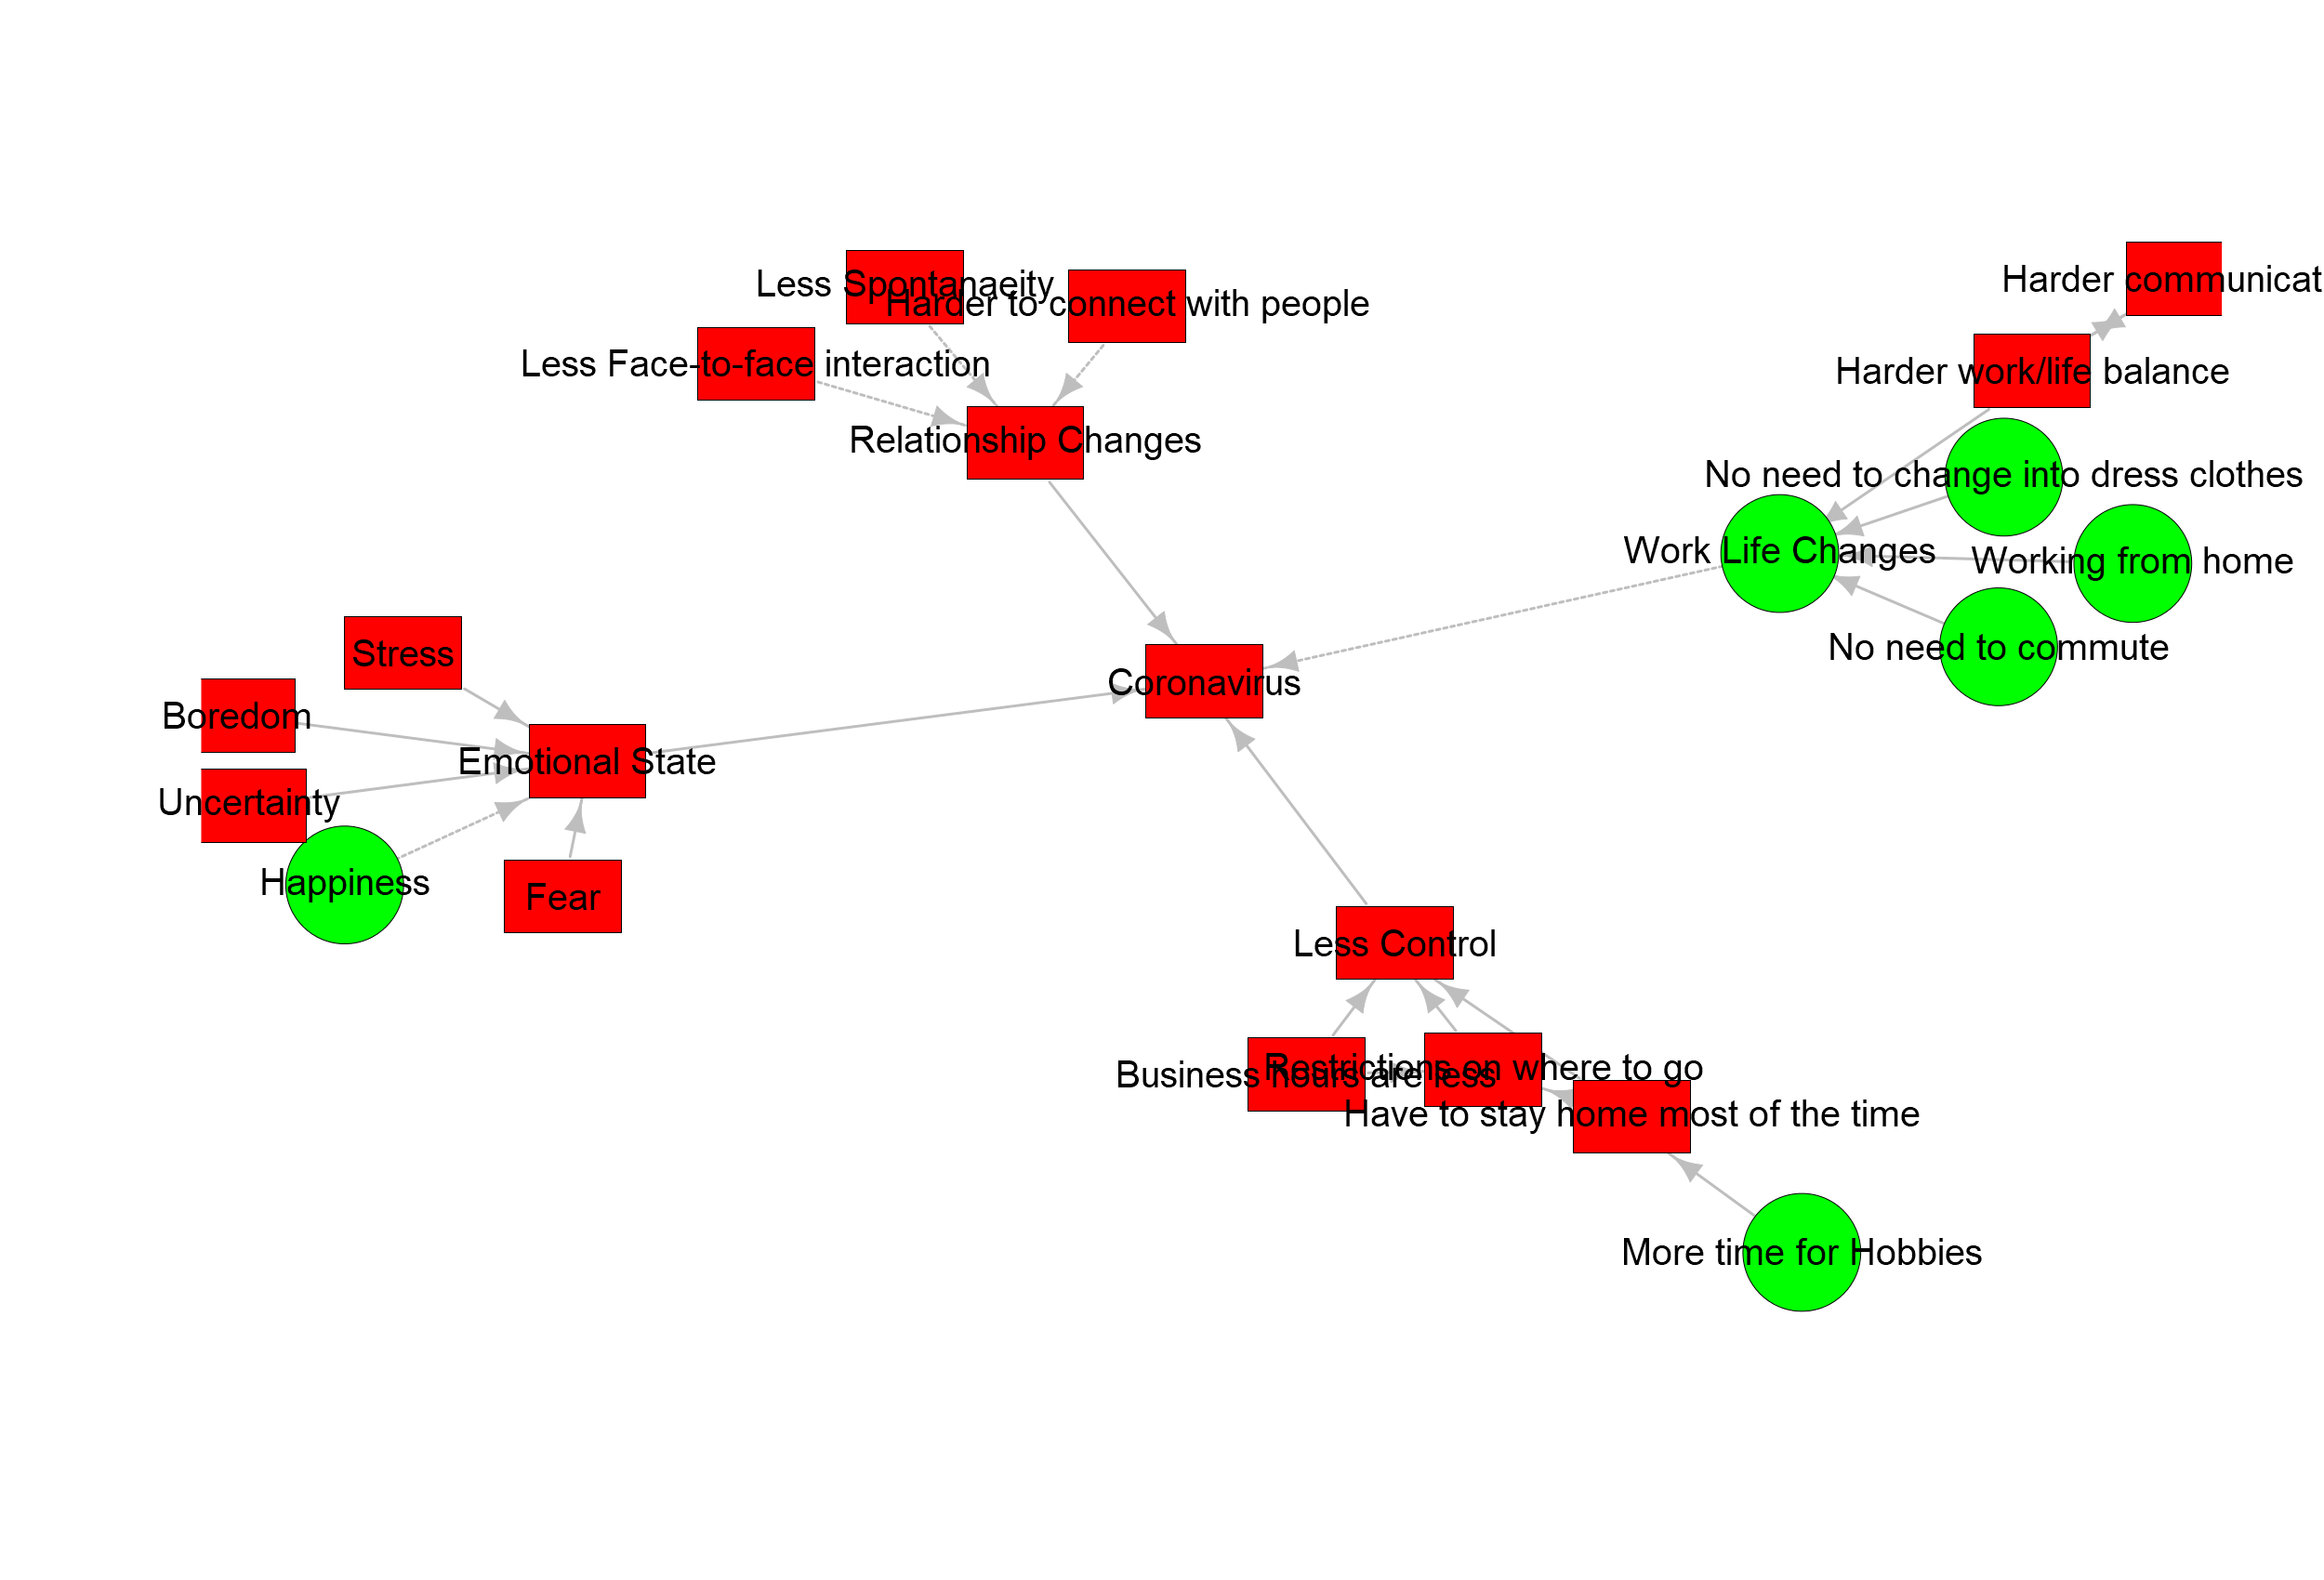 Less Spontanaeity
Harder to connect with people
Harder communicat
Less Face-to-face interaction
Harder work/life balance
Relationship Changes
No need to change into dress clothes
Work Life Changes
Working from home
No need to commute
Stress
Coronavirus
Boredom
Emotional State
Uncertainty
Happiness
Fear
Less Control
Restrictions on where to go
Business hours are less
Have to stay home most of the time
More time for Hobbies